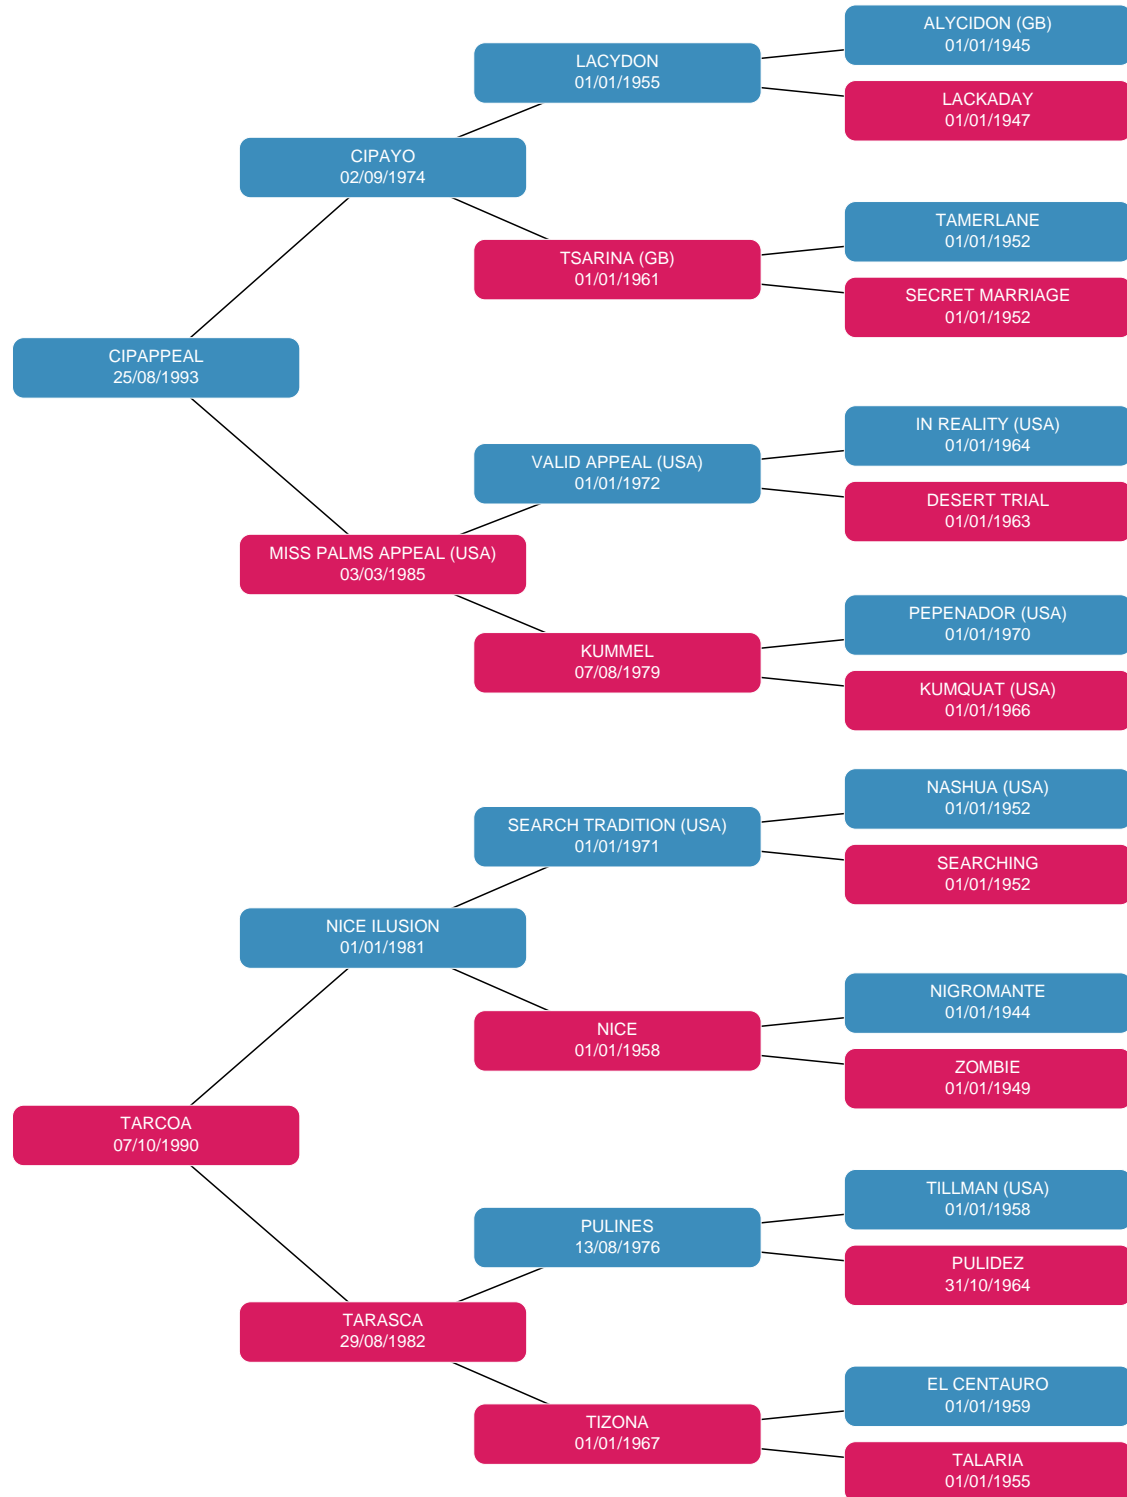 ALYCIDON (GB)
01/01/1945
LACYDON
01/01/1955
LACKADAY
01/01/1947
CIPAYO
02/09/1974
TAMERLANE
01/01/1952
TSARINA (GB)
01/01/1961
SECRET MARRIAGE
01/01/1952
CIPAPPEAL
25/08/1993
IN REALITY (USA)
01/01/1964
VALID APPEAL (USA)
01/01/1972
DESERT TRIAL
01/01/1963
MISS PALMS APPEAL (USA)
03/03/1985
PEPENADOR (USA)
01/01/1970
KUMMEL
07/08/1979
KUMQUAT (USA)
01/01/1966
NASHUA (USA)
01/01/1952
SEARCH TRADITION (USA)
01/01/1971
SEARCHING
01/01/1952
NICE ILUSION
01/01/1981
NIGROMANTE
01/01/1944
NICE
01/01/1958
ZOMBIE
01/01/1949
TARCOA
07/10/1990
TILLMAN (USA)
01/01/1958
PULINES
13/08/1976
PULIDEZ
31/10/1964
TARASCA
29/08/1982
EL CENTAURO
01/01/1959
TIZONA
01/01/1967
TALARIA
01/01/1955